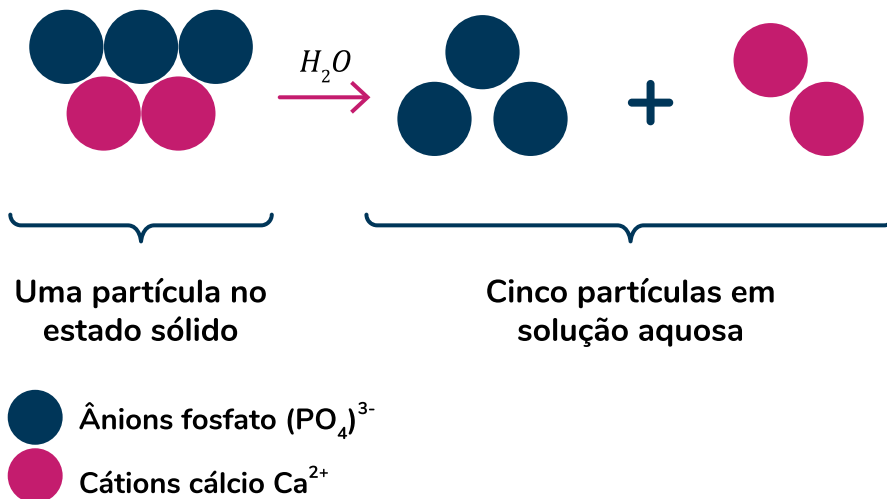 H₂O
+
Uma partícula no
estado sólido
Cinco partículas em
solução aquosa
Ânions fosfato (PO₄)³⁻
Cátions cálcio Ca²⁺